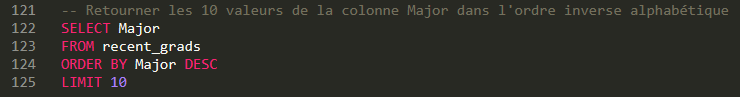 121 -- Retourner les 10 valeurs de la colonne Major dans l'ordre inverse alphabétique
122 SELECT Major
123 FROM recent_grads
124 ORDER BY Major DESC
125 LIMIT 10